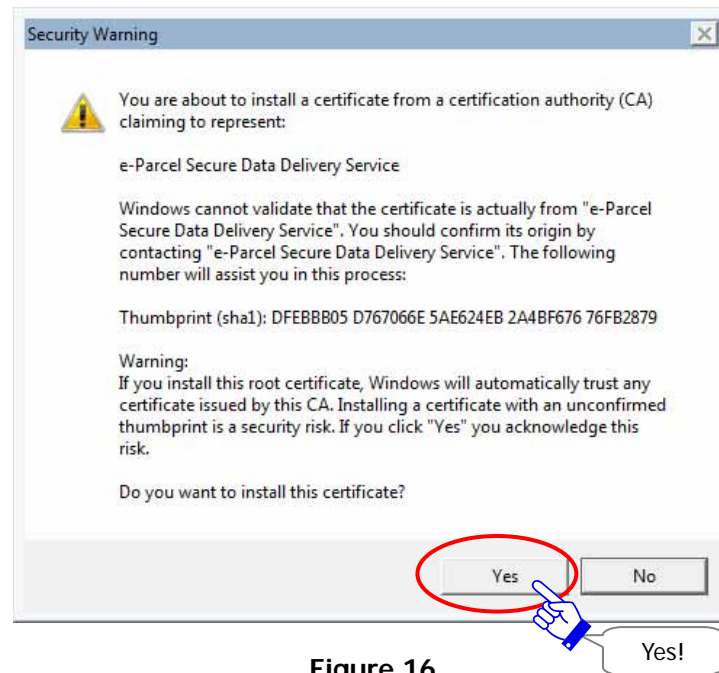 Security Warning
You are about to install a certificate from a certification authority (CA)
claiming to represent:
e-Parcel Secure Data Delivery Service
Windows cannot validate that the certificate is actually from "e-Parcel
Secure Data Delivery Service". You should confirm its origin by
contacting "e-Parcel Secure Data Delivery Service". The following
number will assist you in this process:
Thumbprint (sha1): DFEBBB05 D767066E 5AE624EB 2A4BF676 76FB2879
Warning:
If you install this root certificate, Windows will automatically trust any
certificate issued by this CA. Installing a certificate with an unconfirmed
thumbprint is a security risk. If you click "Yes" you acknowledge this
risk.
Do you want to install this certificate?
Yes No
Yes!
Figure 16